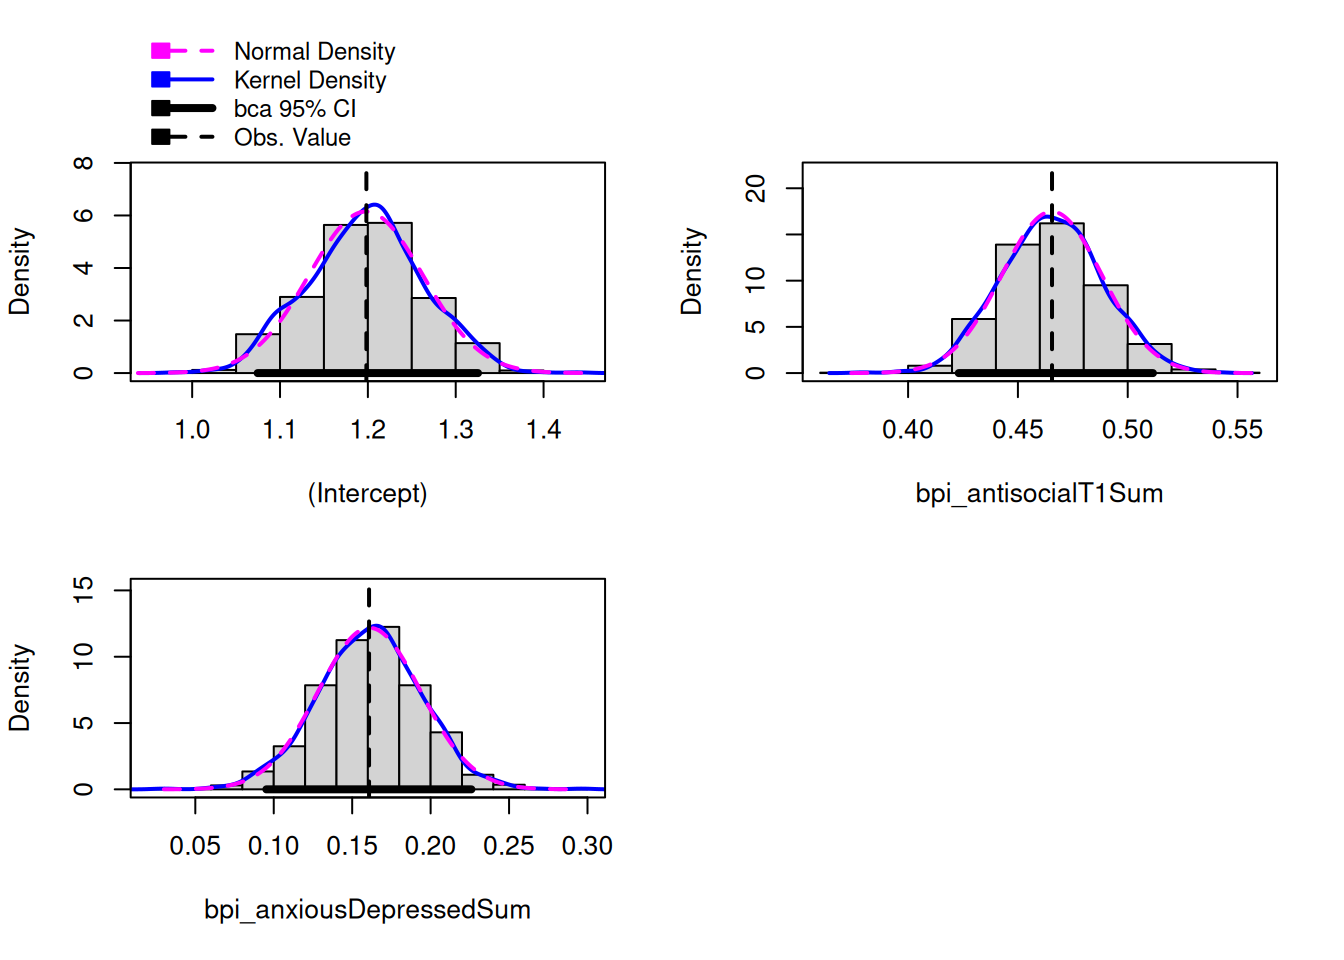 Normal Density
Kernel Density
bca 95% CI
Obs. Value
Density
0 2 4 6 8
1.0 1.1 1.2 1.3 1.4
(Intercept)
Density
0 5 10 20
0.40 0.45 0.50 0.55
bpi_antisocialT1Sum
Density
0 5 10 15
0.05 0.10 0.15 0.20 0.25 0.30
bpi_anxiousDepressedSum